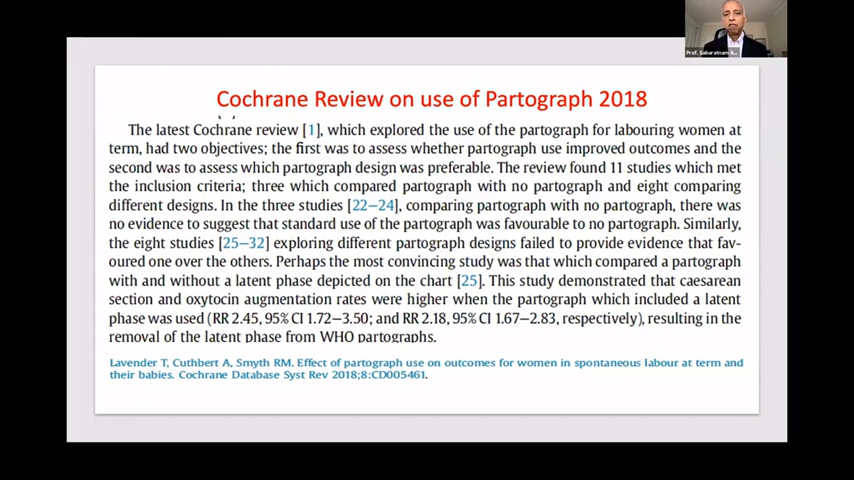 Prof. Sabaratnam A...
Cochrane Review on use of Partograph 2018
The latest Cochrane review [1], which explored the use of the partograph for labouring women at
term, had two objectives; the first was to assess whether partograph use improved outcomes and the
second was to assess which partograph design was preferable. The review found 11 studies which met
the inclusion criteria; three which compared partograph with no partograph and eight comparing
different designs. In the three studies [22–24], comparing partograph with no partograph, there was
no evidence to suggest that standard use of the partograph was favourable to no partograph. Similarly,
the eight studies [25–32] exploring different partograph designs failed to provide evidence that fav-
oured one over the others. Perhaps the most convincing study was that which compared a partograph
with and without a latent phase depicted on the chart [25]. This study demonstrated that caesarean
section and oxytocin augmentation rates were higher when the partograph which included a latent
phase was used (RR 2.45, 95% CI 1.72–3.50; and RR 2.18, 95% CI 1.67–2.83, respectively), resulting in the
removal of the latent phase from WHO partographs.
Lavender T, Cuthbert A, Smyth RM. Effect of partograph use on outcomes for women in spontaneous labour at term and
their babies. Cochrane Database Syst Rev 2018;8:CD005461.